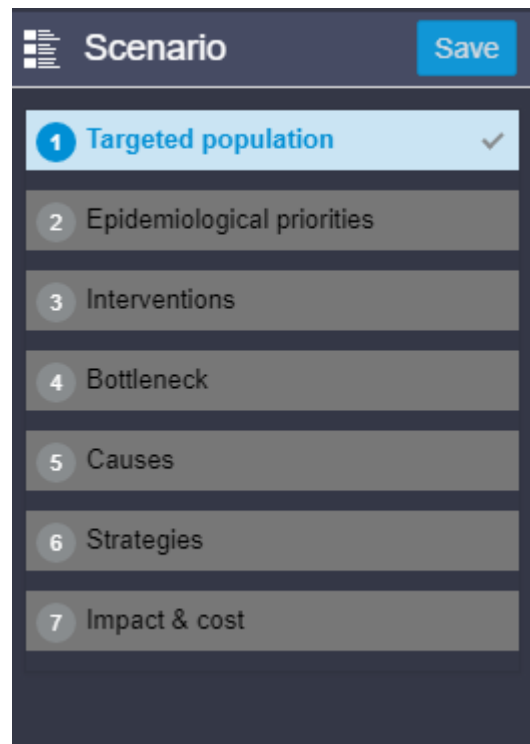 Scenario
Save
1 Targeted population
2 Epidemiological priorities
3 Interventions
4 Bottleneck
5 Causes
6 Strategies
7 Impact & cost